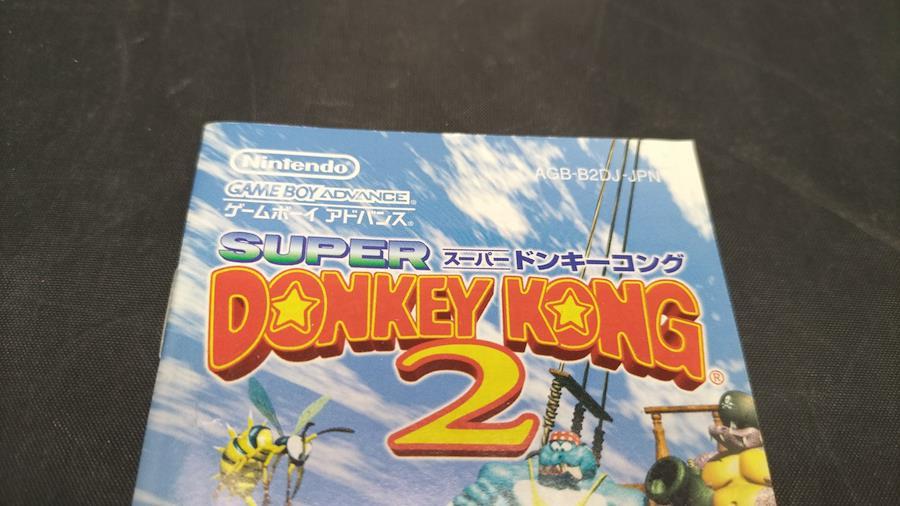 Nintendo
AGB-B2DJ-JPN
GAME BOY ADVANCE
ゲームボーイ アドバンス
SUPER スーパードンキーコング
DONKEY KONG
2